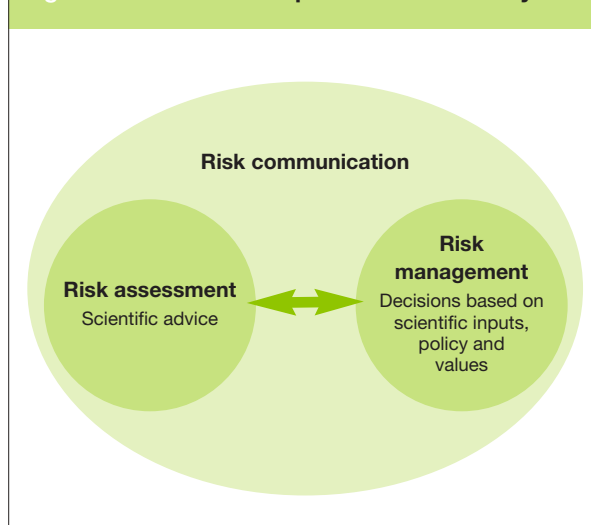 Risk communication
Risk assessment
Scientific advice
Risk
management
Decisions based on
scientific inputs,
policy and
values